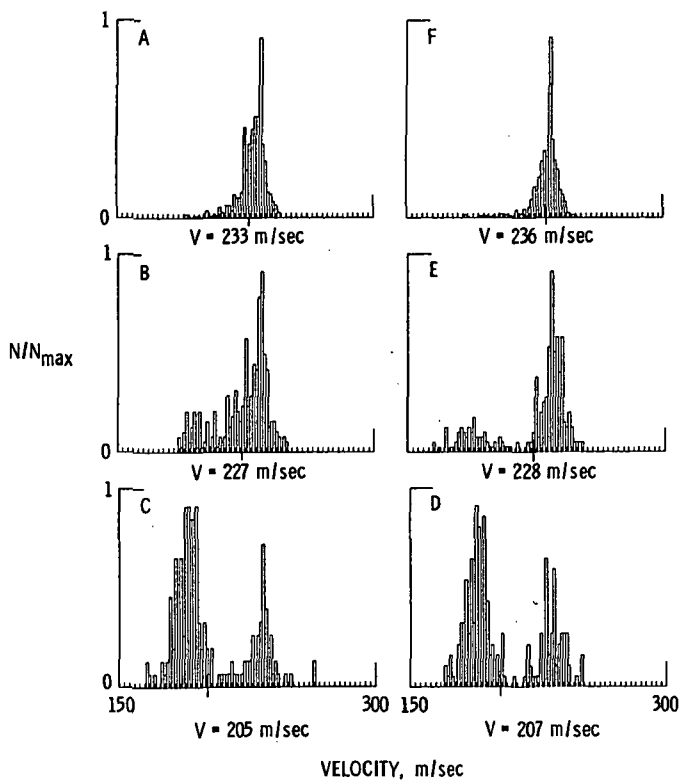 1
A
F
0
V = 233 m/sec
V = 236 m/sec
1
B
E
N/Nmax
0
V = 227 m/sec
V = 228 m/sec
1
C
D
0
150
300
150
300
V = 205 m/sec
V = 207 m/sec
VELOCITY, m/sec